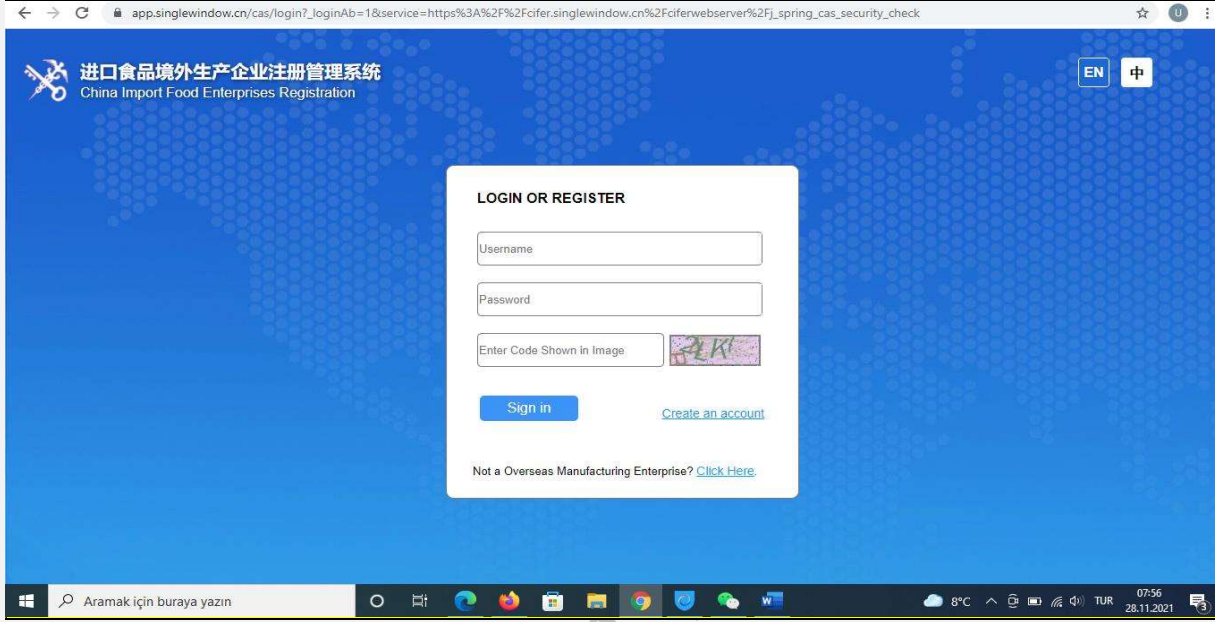 app.singlewindow.cn/cas/login?_loginAb=1&service=https%3A%2F%2Fcifer.singlewindow.cn%2Fciferwebserver%2Fj_spring_cas_security_check
U
进口食品境外生产企业注册管理系统
China Import Food Enterprises Registration
EN 中
LOGIN OR REGISTER
Username
Password
Enter Code Shown in Image
Sign in
Create an account
Not a Overseas Manufacturing Enterprise? Click Here.
Aramak için buraya yazın
8°C
TUR
07:56
28.11.2021
3